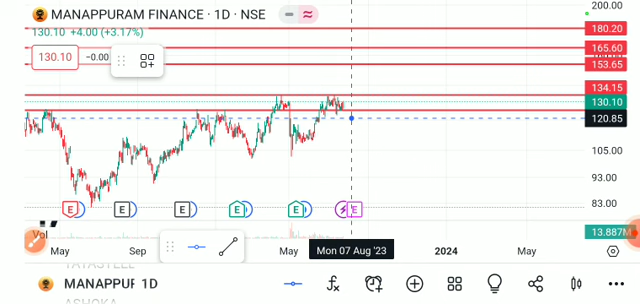 MANAPPURAM FINANCE · 1D · NSE
200.00
130.10 +4.00 (+3.17%)
180.20
165.60
130.10
−0.00
153.65
134.15
130.10
120.85
105.00
93.00
83.00
E E E E E E
Vol
13.887M
May Sep May Mon 07 Aug '23 2024 May
MANAPPUR 1D
ASHOKA